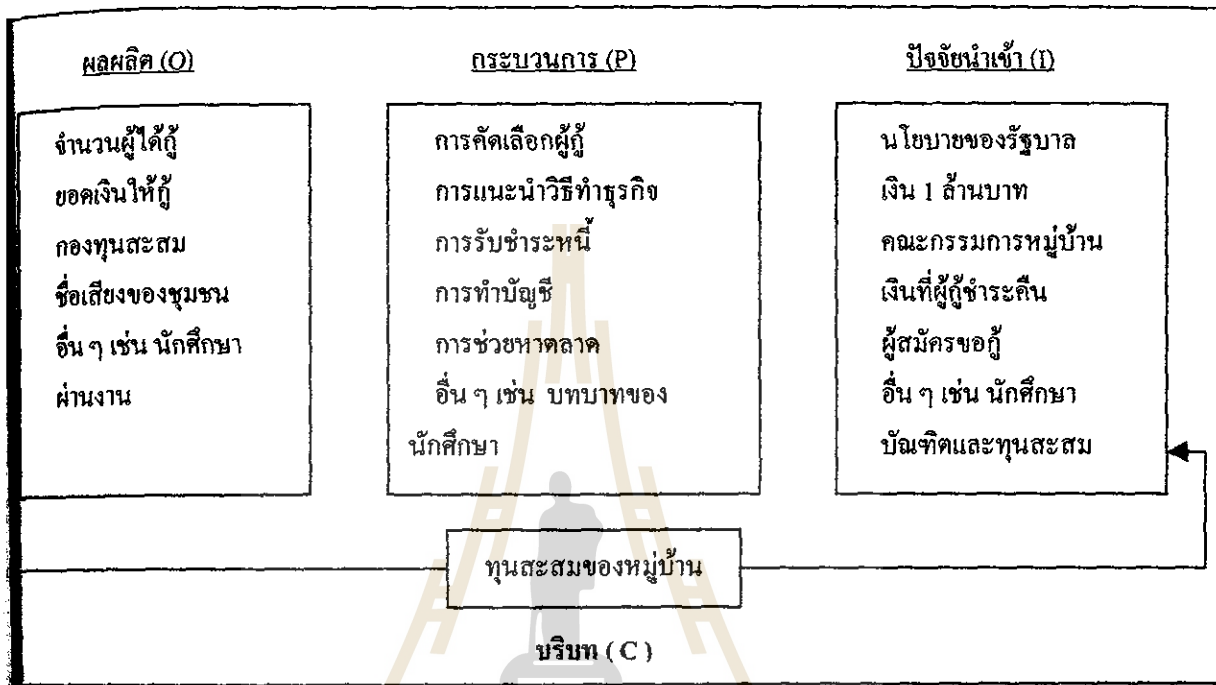 ผลผลิต (O)
จำนวนผู้ได้กู้
ยอดเงินให้กู้
กองทุนสะสม
ชื่อเสียงของชุมชน
อื่น ๆ เช่น นักศึกษา
ผ่านงาน
กระบวนการ (P)
การคัดเลือกผู้กู้
การแนะนำวิธีทำธุรกิจ
การรับชำระหนี้
การทำบัญชี
การช่วยหาตลาด
อื่น ๆ เช่น บทบาทของ
นักศึกษา
ปัจจัยนำเข้า (I)
นโยบายของรัฐบาล
เงิน 1 ล้านบาท
คณะกรรมการหมู่บ้าน
เงินที่ผู้กู้ชำระคืน
ผู้สมัครขอกู้
อื่น ๆ เช่น นักศึกษา
บัณฑิตและทุนสะสม
ทุนสะสมของหมู่บ้าน
บริบท ( C )